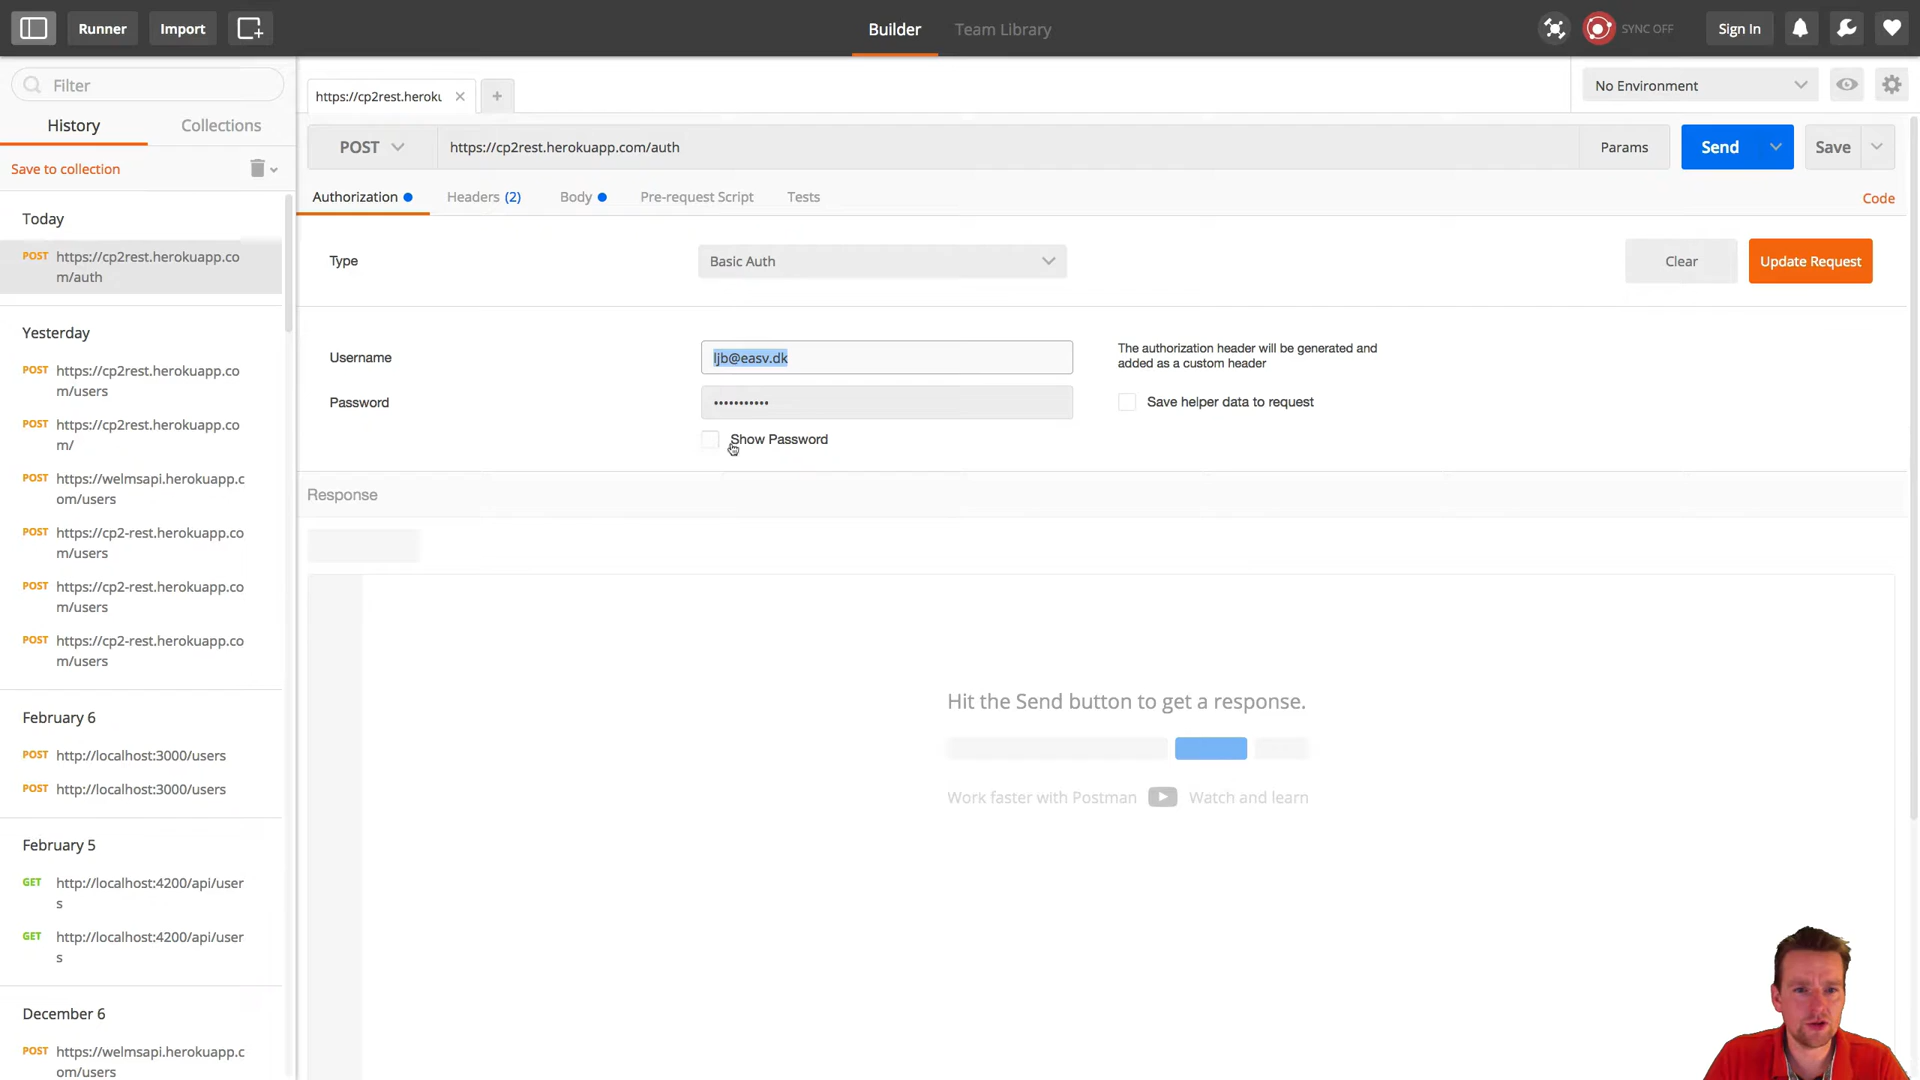 Runner
Import
Builder
Team Library
SYNC OFF
Sign In
Filter
History
Collections
Save to collection
Today
POST https://cp2rest.herokuapp.co
m/auth
Yesterday
POST https://cp2rest.herokuapp.co
m/users
POST https://cp2rest.herokuapp.co
m/
POST https://welmsapi.herokuapp.c
om/users
POST https://cp2-rest.herokuapp.co
m/users
POST https://cp2-rest.herokuapp.co
m/users
POST https://cp2-rest.herokuapp.co
m/users
February 6
POST http://localhost:3000/users
POST http://localhost:3000/users
February 5
GET http://localhost:4200/api/user
s
GET http://localhost:4200/api/user
s
December 6
POST https://welmsapi.herokuapp.c
om/users
https://cp2rest.heroku
No Environment
POST
https://cp2rest.herokuapp.com/auth
Params
Send
Save
Authorization
Headers (2)
Body
Pre-request Script
Tests
Code
Type
Basic Auth
Clear
Update Request
Username
ljb@easv.dk
The authorization header will be generated and
added as a custom header
Password
•••••••••••
Save helper data to request
Show Password
Response
Hit the Send button to get a response.
Work faster with Postman
Watch and learn